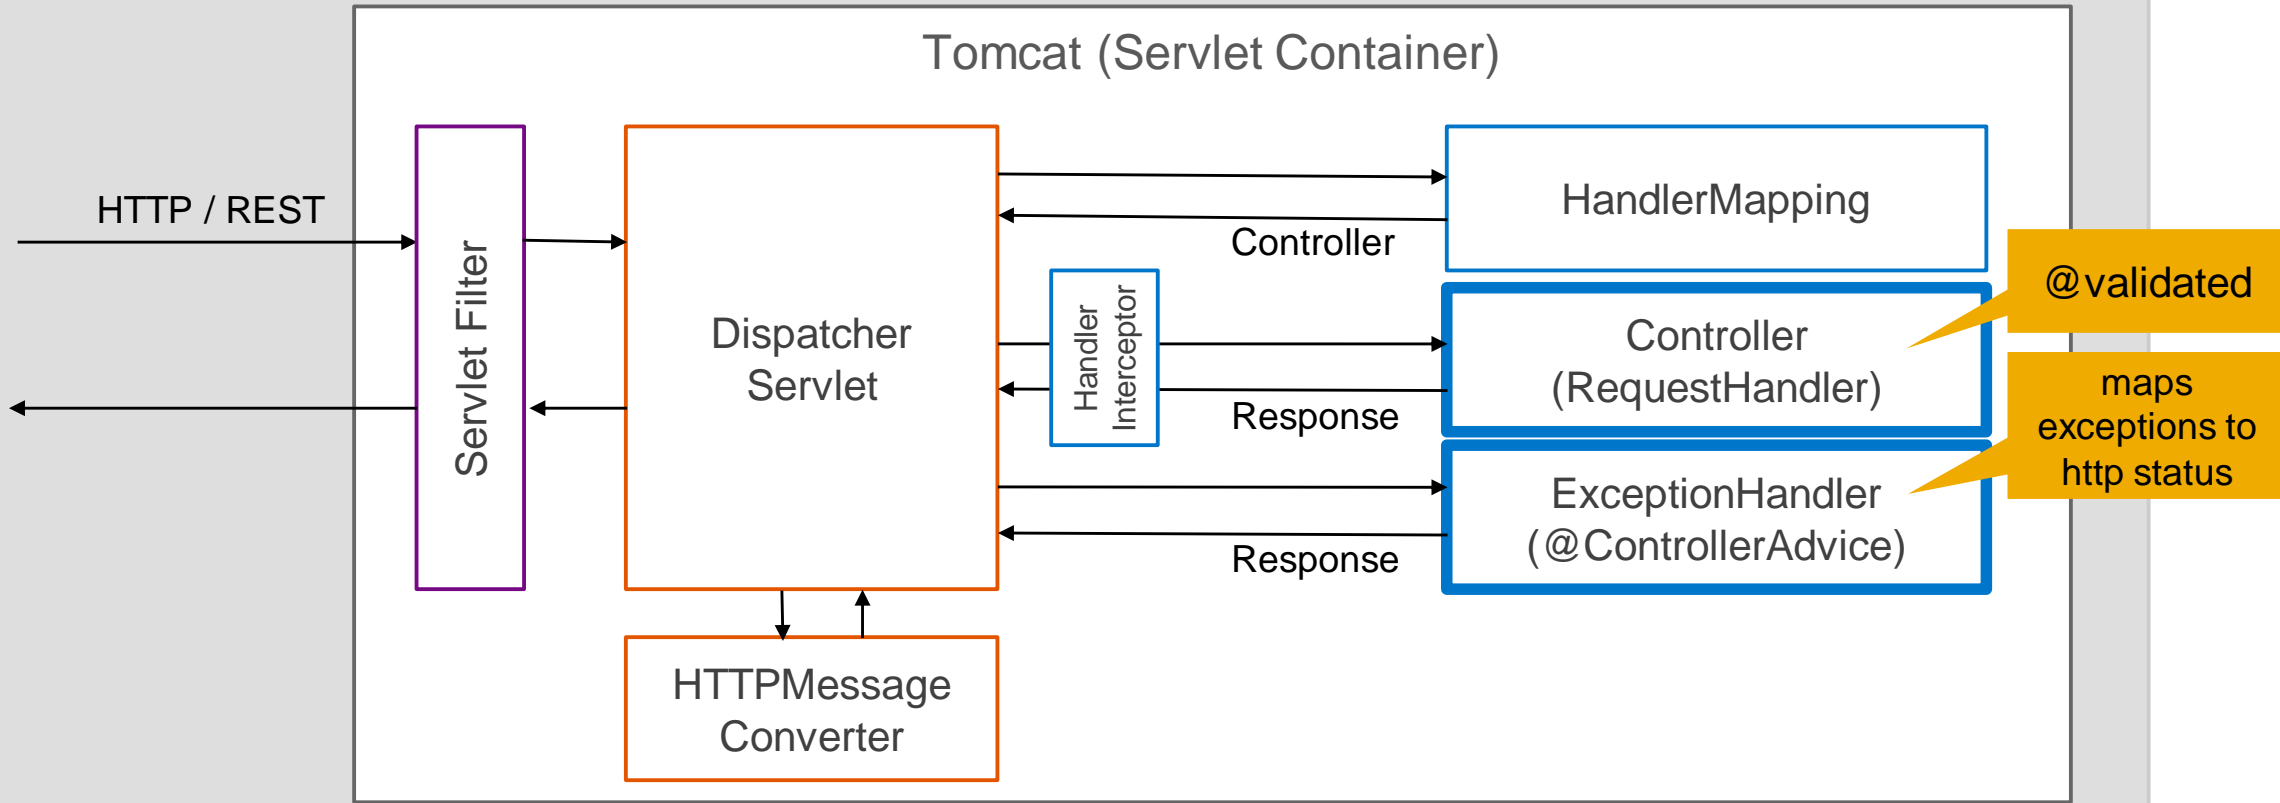 Tomcat (Servlet Container)
HTTP / REST
Servlet Filter
Dispatcher
Servlet
HandlerMapping
Controller
@validated
Handler
Interceptor
Controller
(RequestHandler)
Response
maps
exceptions to
http status
ExceptionHandler
(@ControllerAdvice)
Response
HTTPMessage
Converter